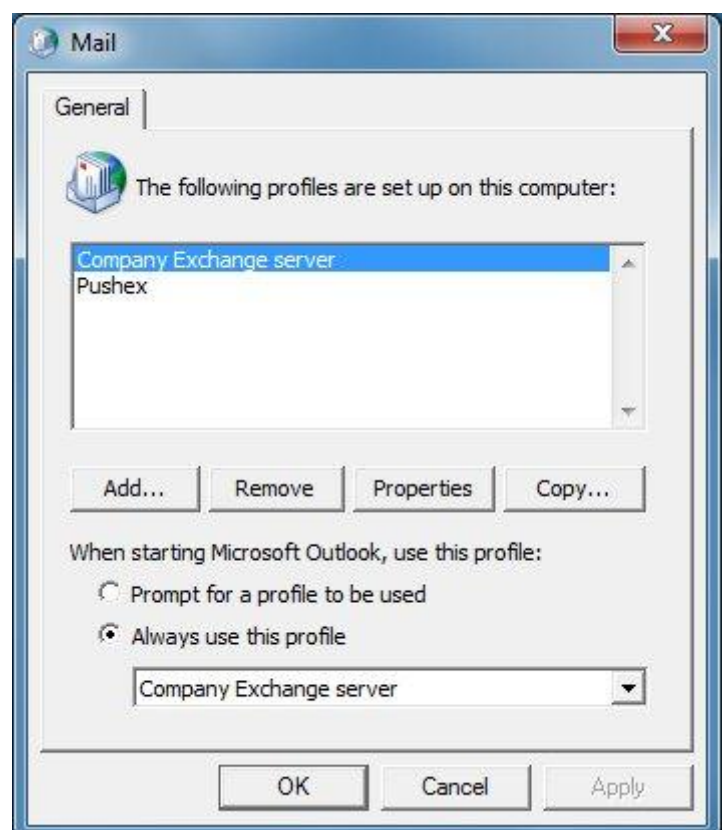 Mail
General
The following profiles are set up on this computer:
Company Exchange server
Pushex
Add... Remove Properties Copy...
When starting Microsoft Outlook, use this profile:
Prompt for a profile to be used
Always use this profile
Company Exchange server
OK Cancel Apply